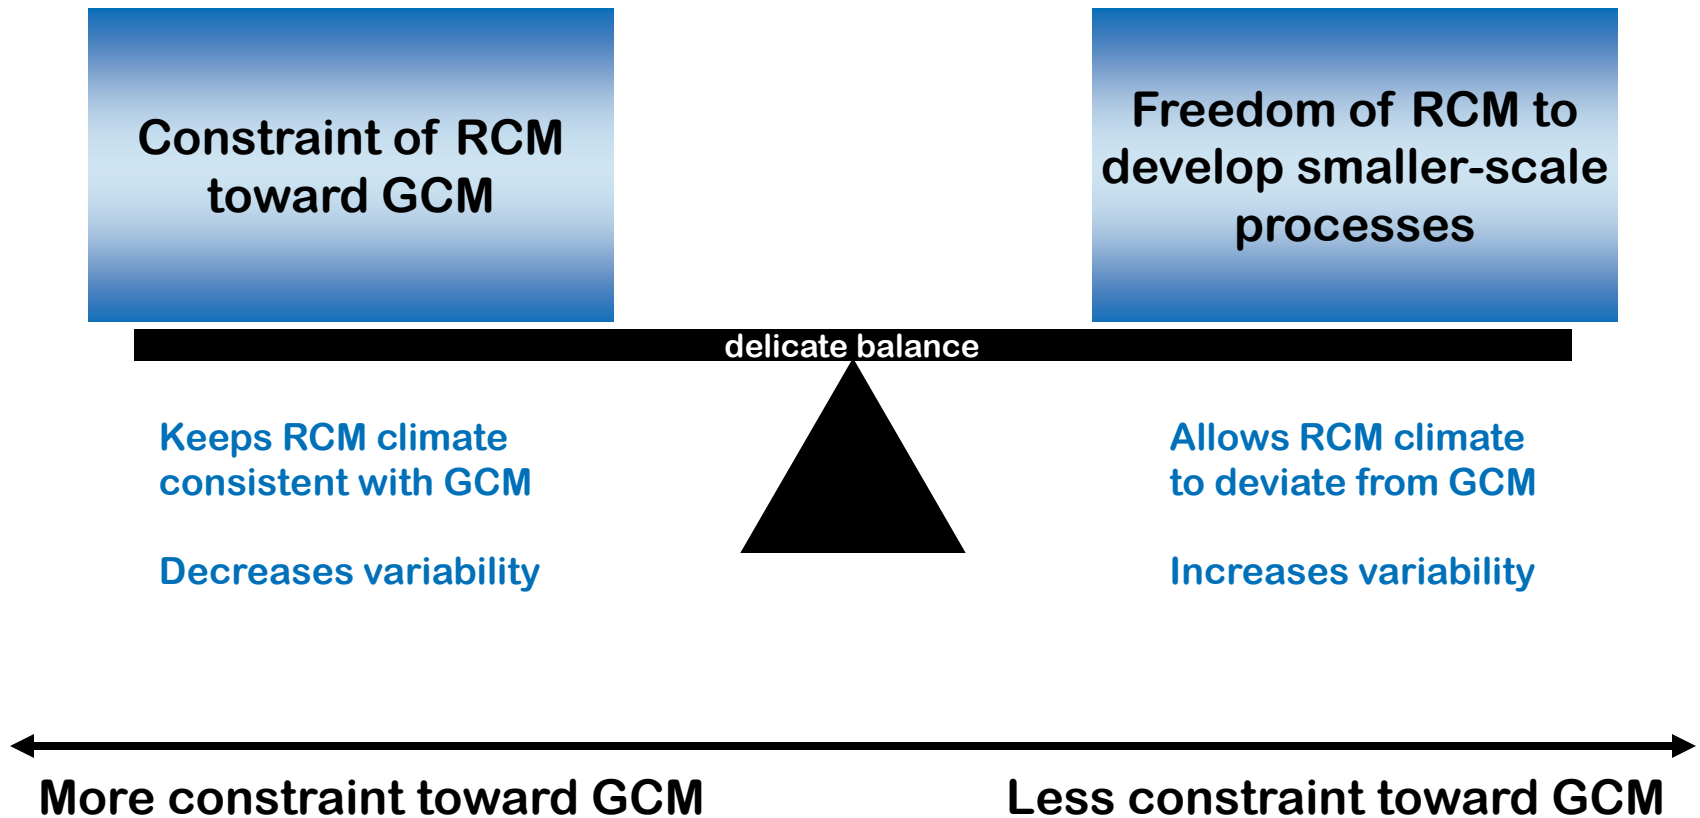 Constraint of RCM
toward GCM
Freedom of RCM to
develop smaller-scale
processes
delicate balance
Keeps RCM climate
consistent with GCM
Decreases variability
Allows RCM climate
to deviate from GCM
Increases variability
More constraint toward GCM
Less constraint toward GCM